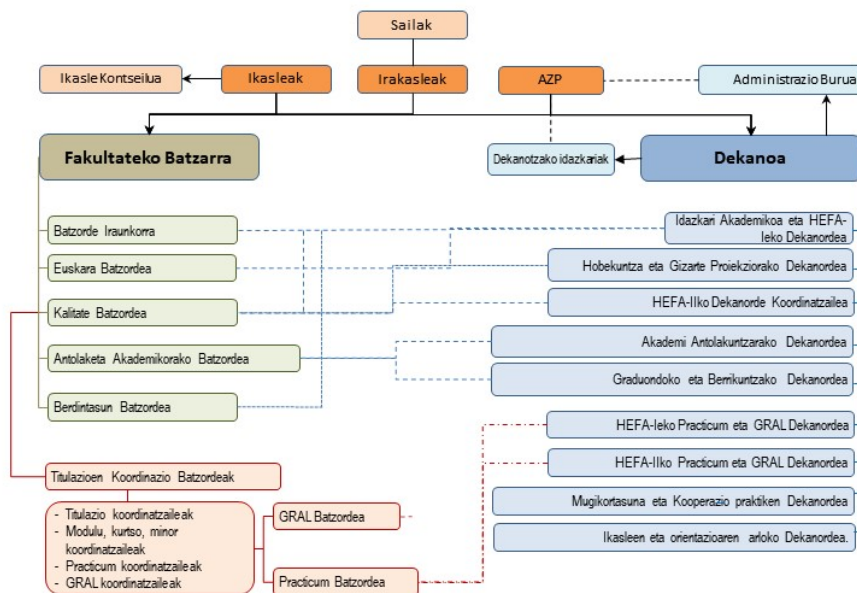 Sailak
Ikasle Kontseilua
Ikasleak
Irakasleak
AZP
Administrazio Burua
Fakultateko Batzarra
Dekanotzako idazkariak
Dekanoa
Batzorde Iraunkorra
Euskara Batzordea
Kalitate Batzordea
Antolaketa Akademikorako Batzordea
Berdintasun Batzordea
Idazkari Akademikoa eta HEFA-
Ieko Dekanordea
Hobekuntza eta Gizarte Proiekziorako Dekanordea
HEFA-IIko Dekanorde Koordinatzailea
Akademi Antolakuntzarako Dekanordea
Graduondoko eta Berrikuntzako Dekanordea
HEFA-Ieko Practicum eta GRAL Dekanordea
HEFA-IIko Practicum eta GRAL Dekanordea
Mugikortasuna eta Kooperazio praktiken Dekanordea
Ikasleen eta orientazioaren arloko Dekanordea.
Titulazioen Koordinazio Batzordeak
- Titulazio koordinatzaileak
- Modulu, kurtso, minor
koordinatzaileak
- Practicum koordinatzaileak
- GRAL koordinatzaileak
GRAL Batzordea
Practicum Batzordea